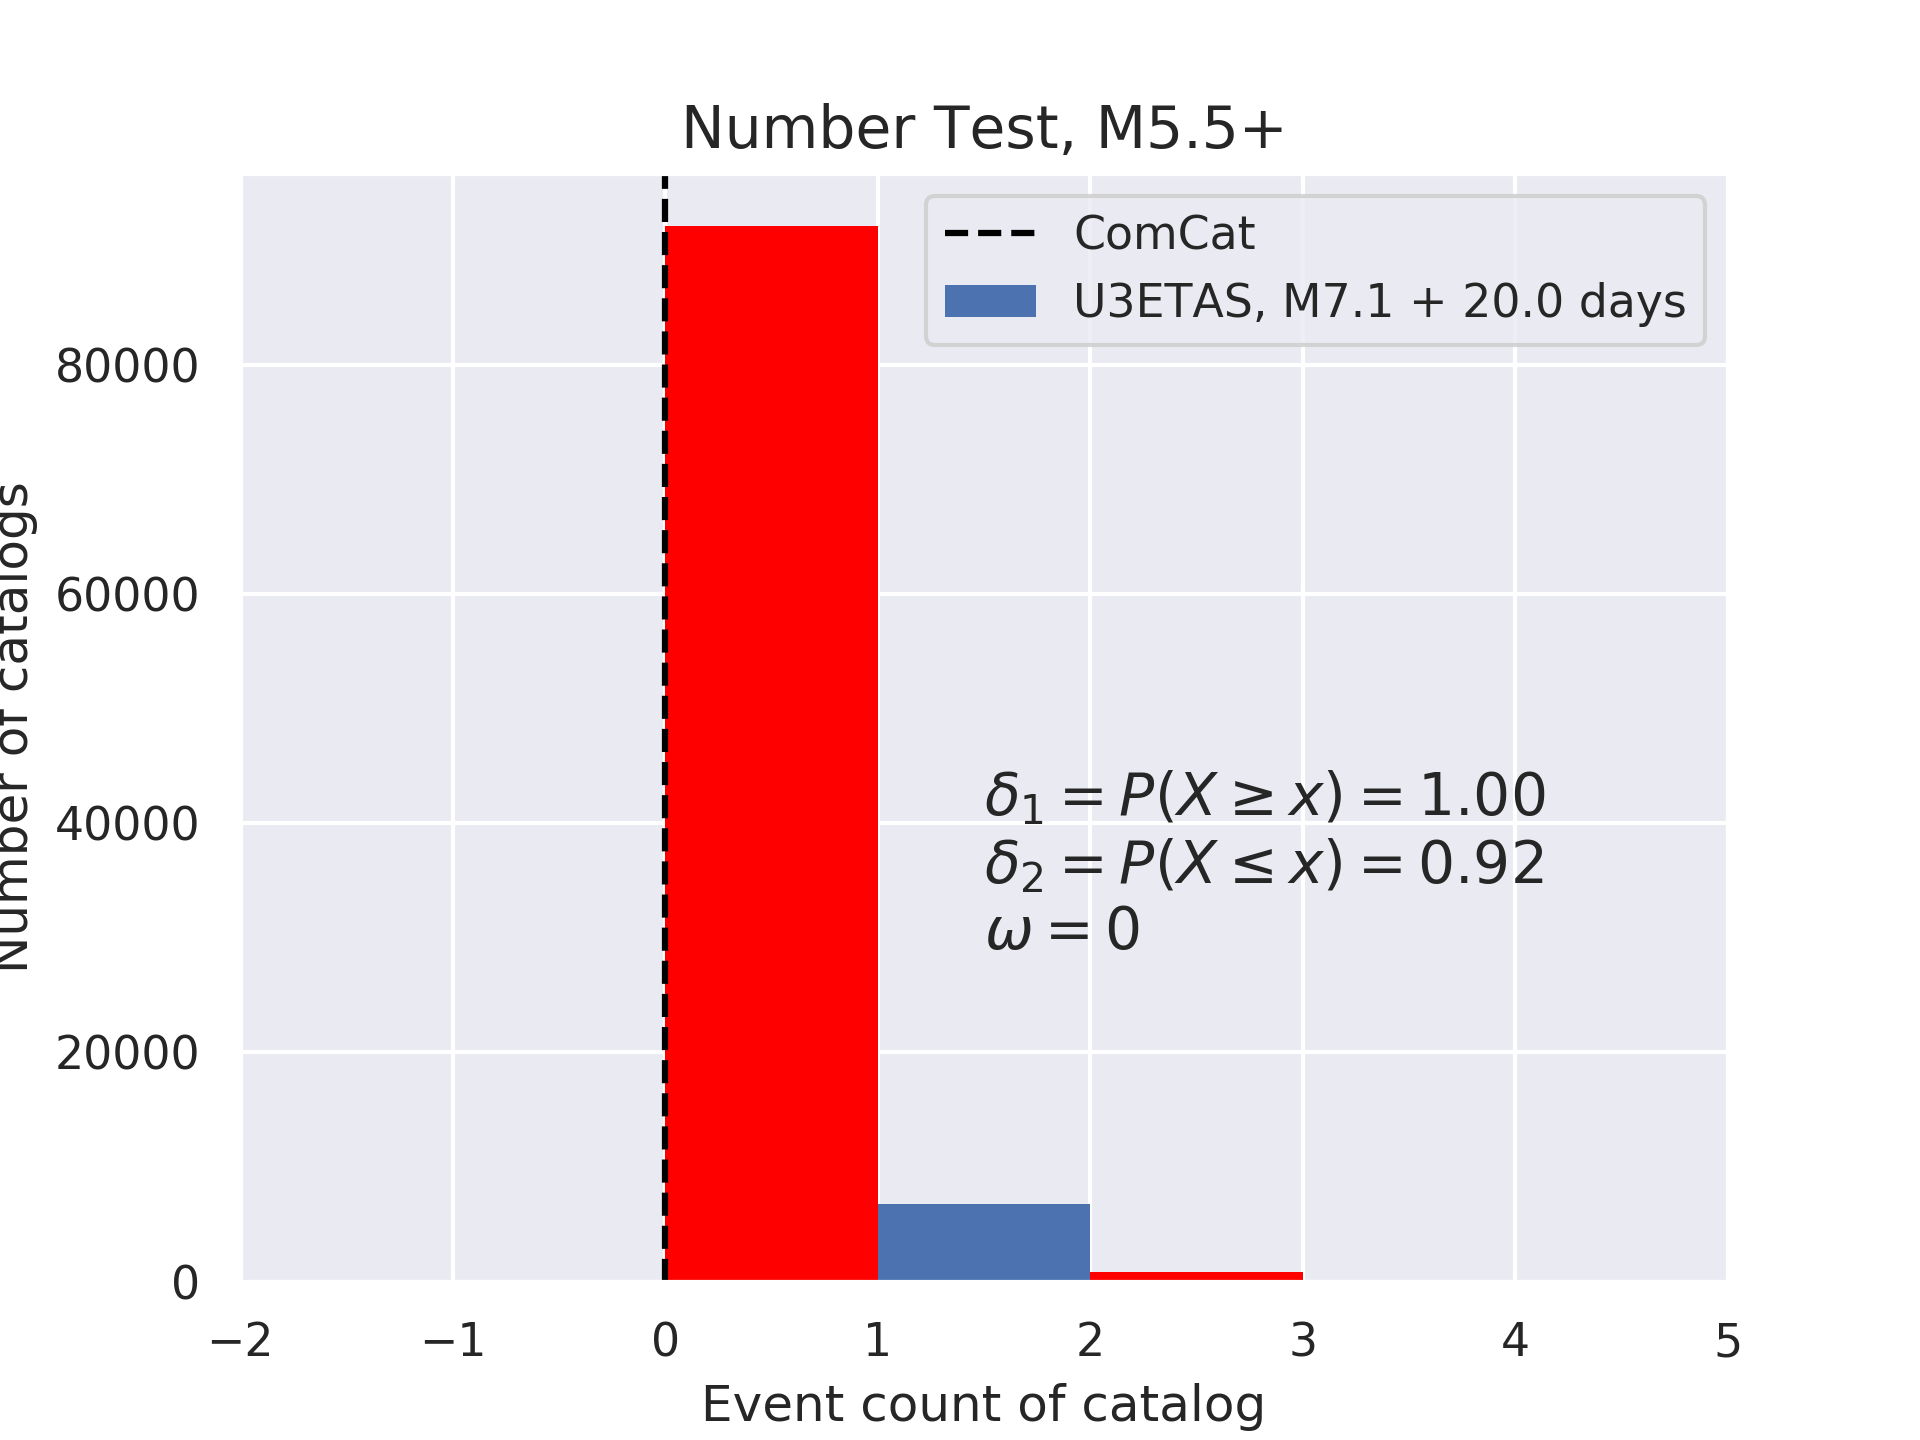 Number Test, M5.5+
ComCat
U3ETAS, M7.1 + 20.0 days
80000
60000
40000
20000
0
Number of catalogs
δ₁ = P(X ≥ x) = 1.00
δ₂ = P(X ≤ x) = 0.92
ω = 0
−2 −1 0 1 2 3 4 5
Event count of catalog